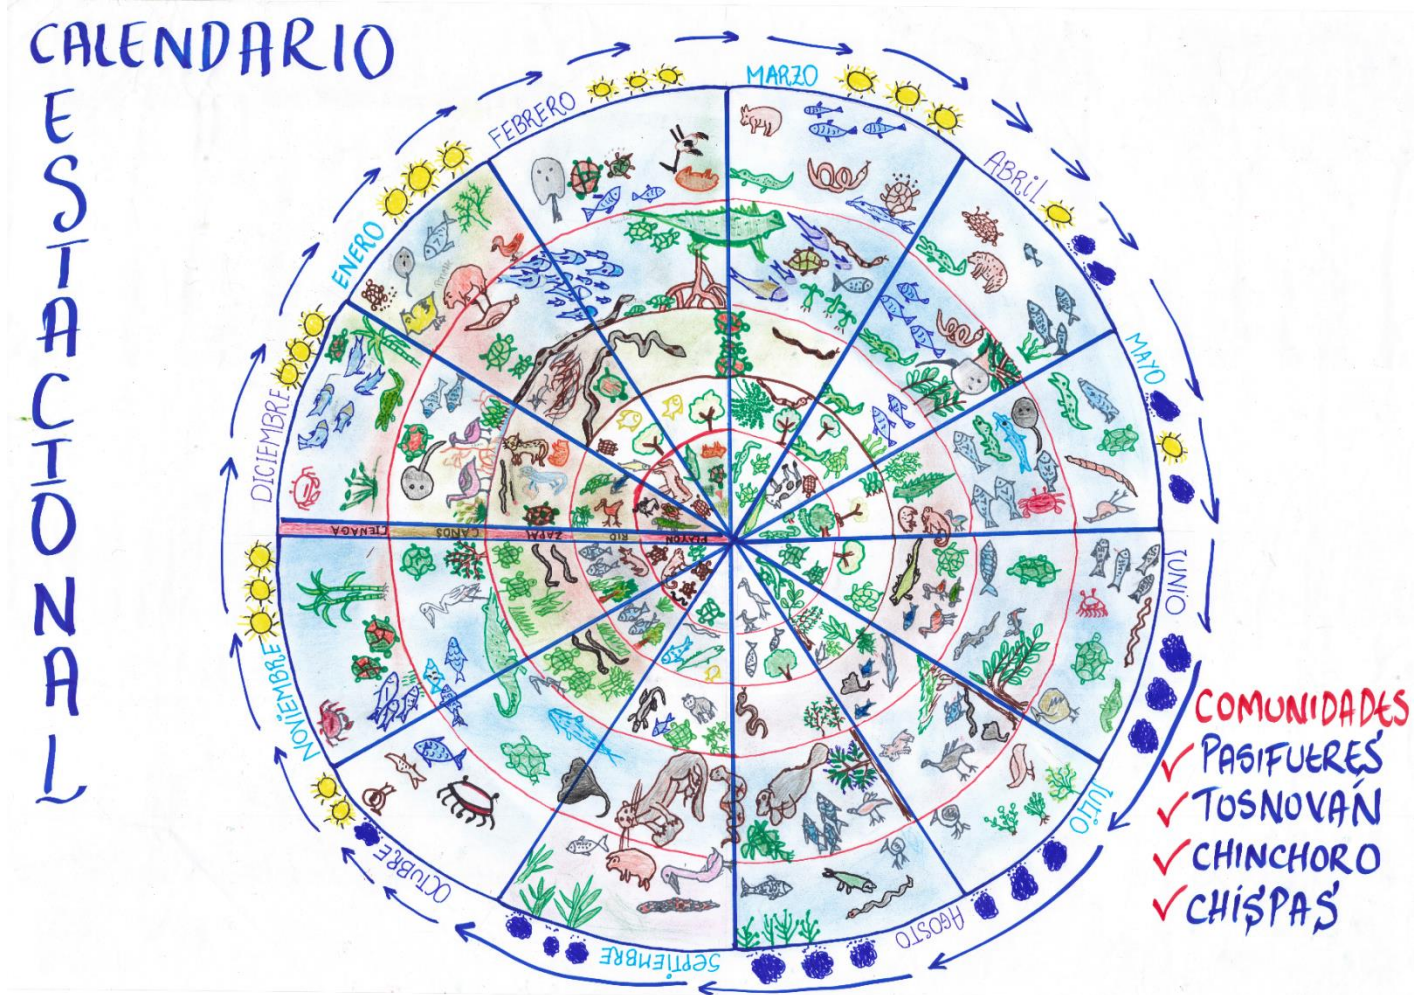 CALENDARIO
ESTACIONAL
ENERO
FEBRERO
MARZO
ABRIL
MAYO
JUNIO
JULIO
AGOSTO
SEPTIEMBRE
OCTUBRE
NOVIEMBRE
DICIEMBRE
CIENAGA
CAÑOS
ZAPAL
RIO
PLAYON
COMUNIDADES
✓ PASIFUERES
✓ TOSNOVÁN
✓ CHINCHORO
✓ CHISPAS